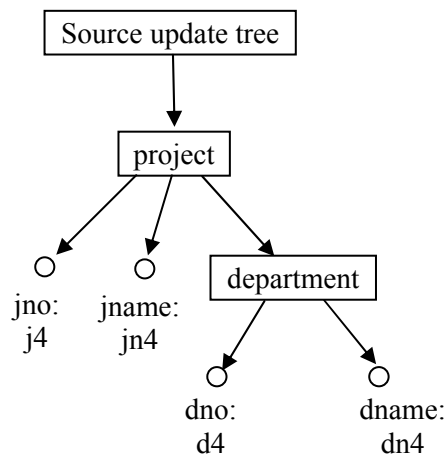 Source update tree
project
department
jno:
j4
jname:
jn4
dno:
d4
dname:
dn4